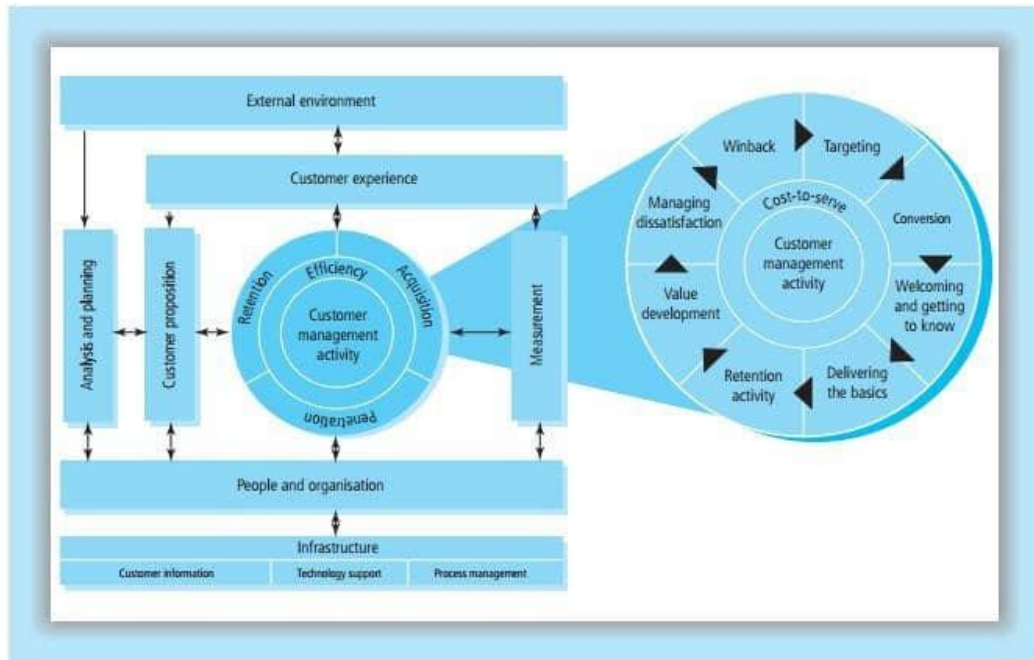 External environment
Customer experience
Analysis and planning
Customer proposition
Retention
Efficiency
Acquisition
Penetration
Customer
management
activity
Measurement
People and organisation
Infrastructure
Customer information
Technology support
Process management
Winback
Targeting
Managing
dissatisfaction
Cost-to-serve
Conversion
Customer
management
activity
Value
development
Welcoming
and getting
to know
Retention
activity
Delivering
the basics